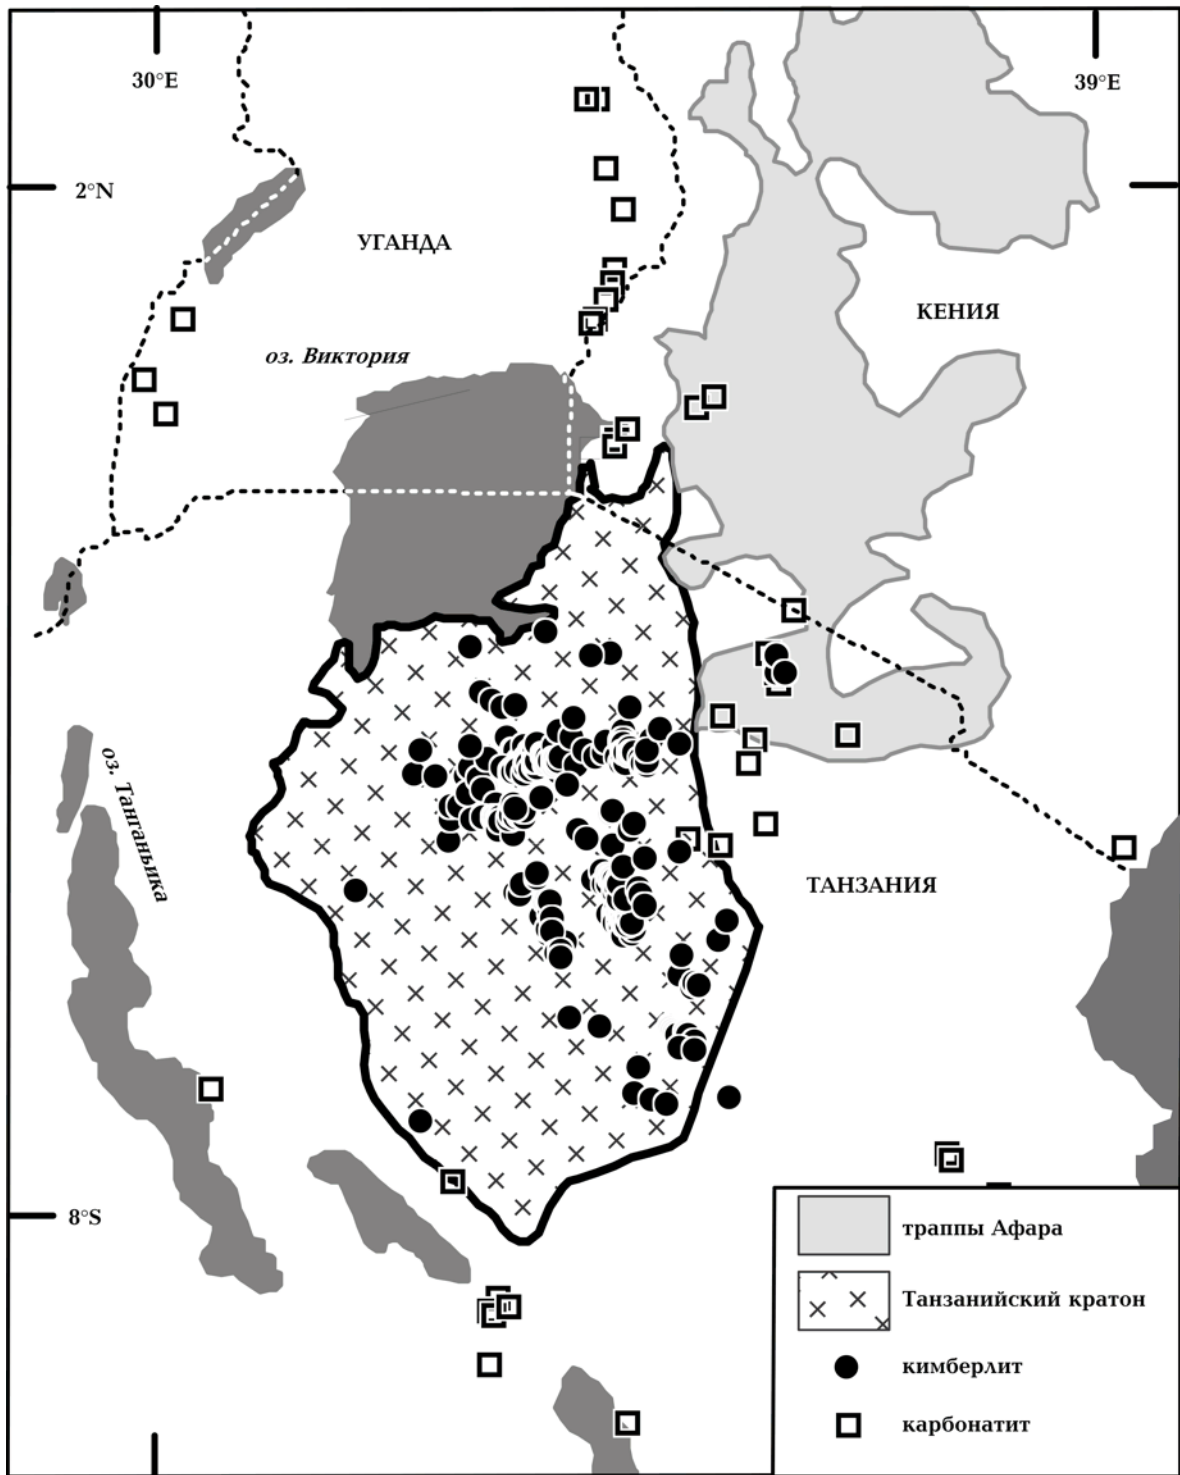 30°E
39°E
2°N
УГАНДА
КЕНИЯ
оз. Виктория
оз. Танганьика
ТАНЗАНИЯ
8°S
траппы Афара
Танзанийский кратон
кимберлит
карбонатит